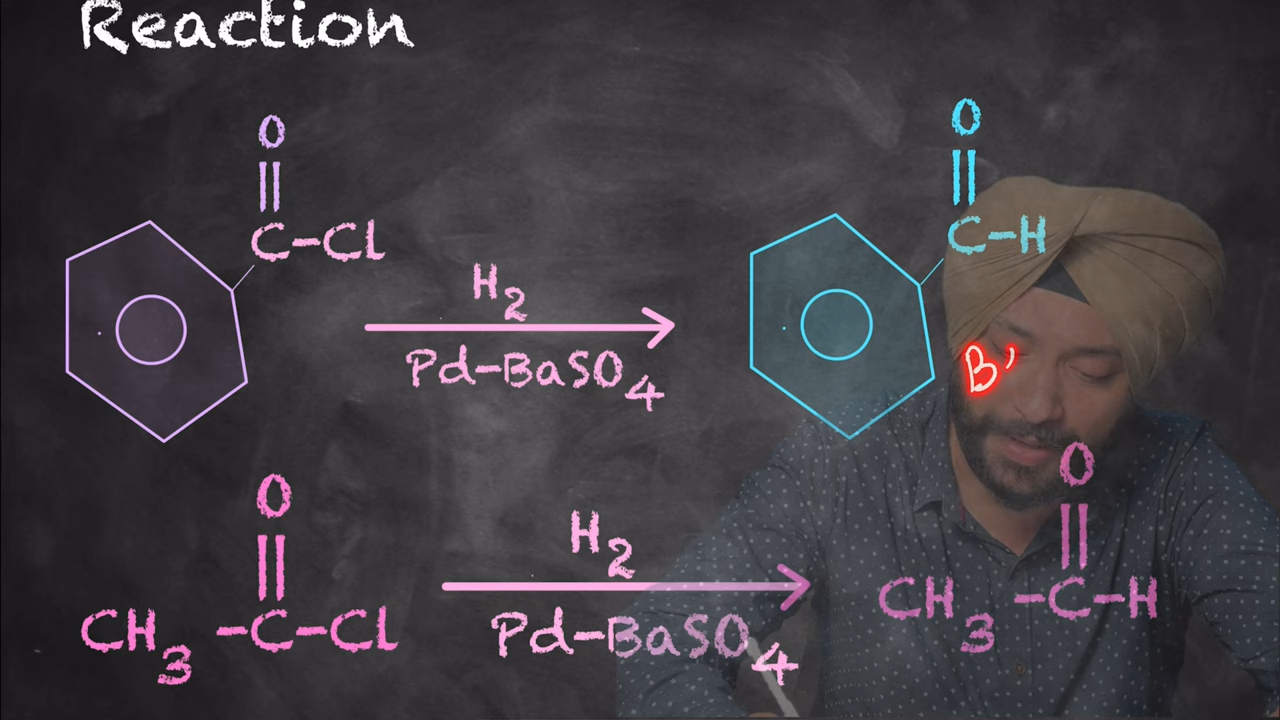 Reaction
O
C-Cl
H2
Pd-BaSO4
O
C-H
B'
O
CH3-C-Cl
H2
Pd-BaSO4
O
CH3-C-H